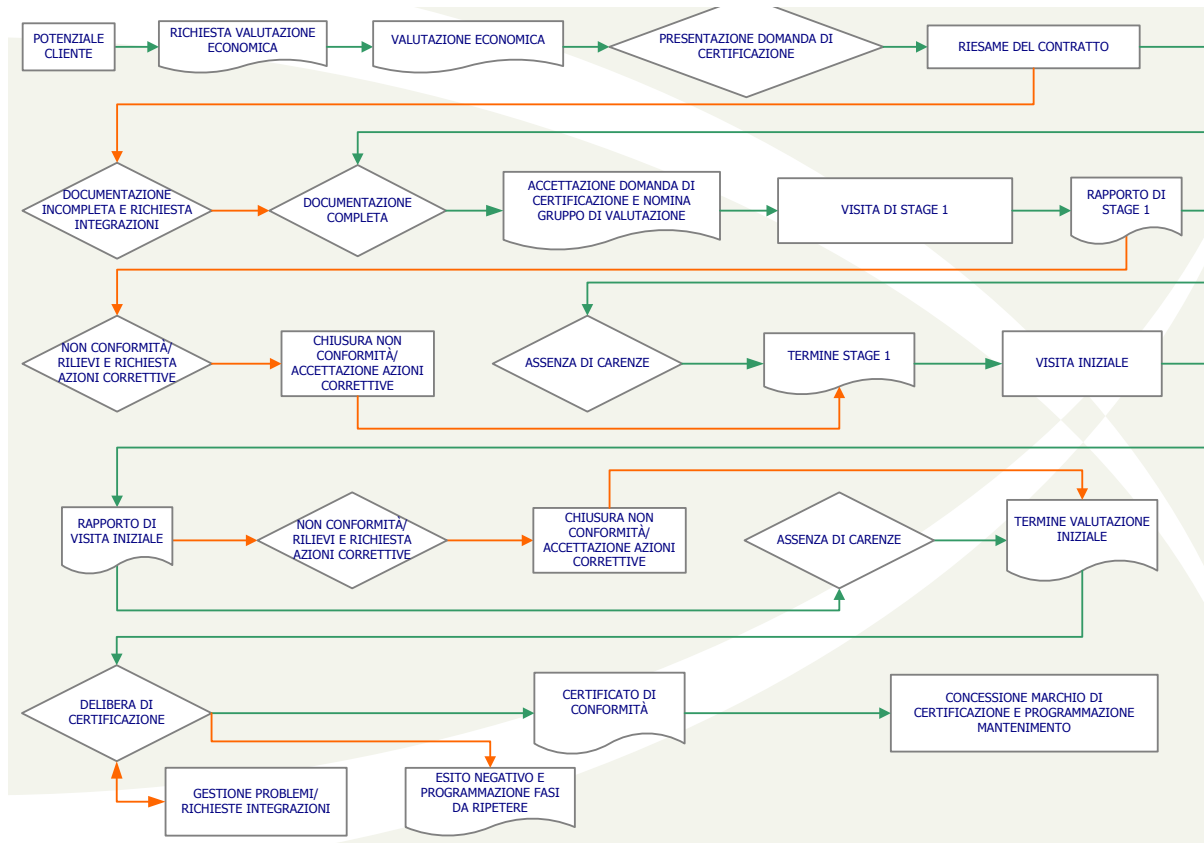 POTENZIALE
CLIENTE
RICHIESTA VALUTAZIONE
ECONOMICA
VALUTAZIONE ECONOMICA
PRESENTAZIONE DOMANDA DI
CERTIFICAZIONE
RIESAME DEL CONTRATTO
DOCUMENTAZIONE
INCOMPLETA E RICHIESTA
INTEGRAZIONI
DOCUMENTAZIONE
COMPLETA
ACCETTAZIONE DOMANDA DI
CERTIFICAZIONE E NOMINA
GRUPPO DI VALUTAZIONE
VISITA DI STAGE 1
RAPPORTO DI
STAGE 1
NON CONFORMITÀ/
RILIEVI E RICHIESTA
AZIONI CORRETTIVE
CHIUSURA NON
CONFORMITÀ/
ACCETTAZIONE AZIONI
CORRETTIVE
ASSENZA DI CARENZE
TERMINE STAGE 1
VISITA INIZIALE
RAPPORTO DI
VISITA INIZIALE
NON CONFORMITÀ/
RILIEVI E RICHIESTA
AZIONI CORRETTIVE
CHIUSURA NON
CONFORMITÀ/
ACCETTAZIONE AZIONI
CORRETTIVE
ASSENZA DI CARENZE
TERMINE VALUTAZIONE
INIZIALE
DELIBERA DI
CERTIFICAZIONE
CERTIFICATO DI
CONFORMITÀ
CONCESSIONE MARCHIO DI
CERTIFICAZIONE E PROGRAMMAZIONE
MANTENIMENTO
GESTIONE PROBLEMI/
RICHIESTE INTEGRAZIONI
ESITO NEGATIVO E
PROGRAMMAZIONE FASI
DA RIPETERE